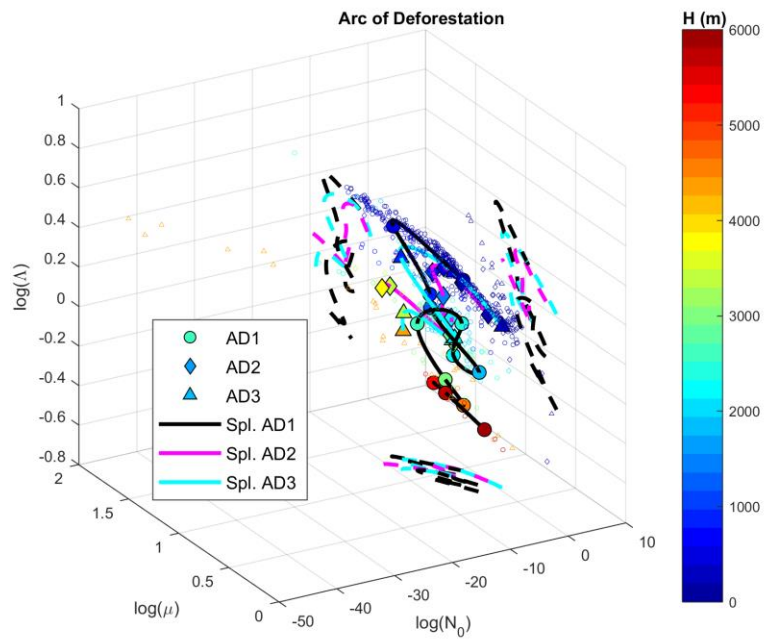 Arc of Deforestation
H (m)
6000
5000
4000
3000
2000
1000
0
log(Λ)
1
0.8
0.6
0.4
0.2
0
-0.2
-0.4
-0.6
-0.8
AD1
AD2
AD3
Spl. AD1
Spl. AD2
Spl. AD3
2
1.5
1
0.5
0
log(μ)
-50
-40
-30
-20
-10
0
10
log(N₀)